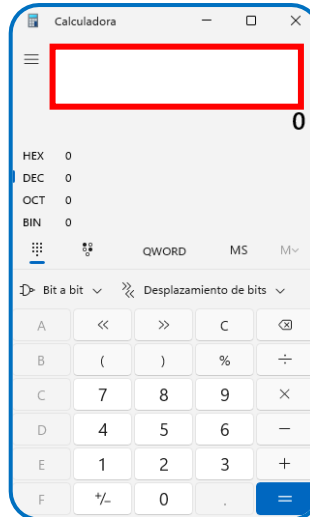 Calculadora
0
HEX 0
DEC 0
OCT 0
BIN 0
QWORD MS M
Bit a bit Desplazamiento de bits
A << >> C
B ( ) % ÷
C 7 8 9 ×
D 4 5 6 −
E 1 2 3 +
F +/− 0 . =